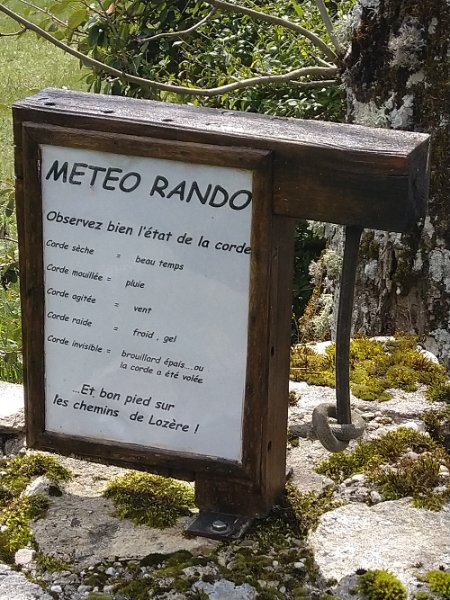 METEO RANDO
Observez bien l'état de la corde
Corde sèche = beau temps
Corde mouillée = pluie
Corde agitée = vent
Corde raide = froid , gel
Corde invisible = brouillard épais...ou
la corde a été volée
...Et bon pied sur
les chemins de Lozère !